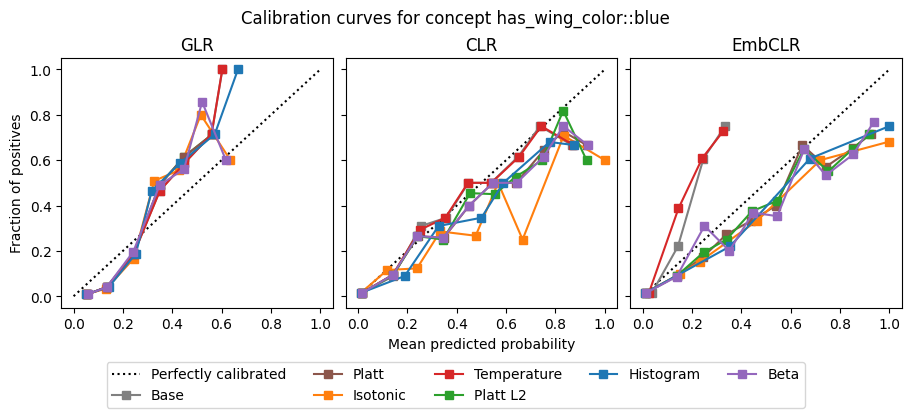 Calibration curves for concept has_wing_color::blue
GLR
CLR
EmbCLR
Fraction of positives
1.0
0.8
0.6
0.4
0.2
0.0
0.0 0.2 0.4 0.6 0.8 1.0
0.0 0.2 0.4 0.6 0.8 1.0
0.0 0.2 0.4 0.6 0.8 1.0
Mean predicted probability
Perfectly calibrated
Base
Platt
Isotonic
Temperature
Platt L2
Histogram
Beta